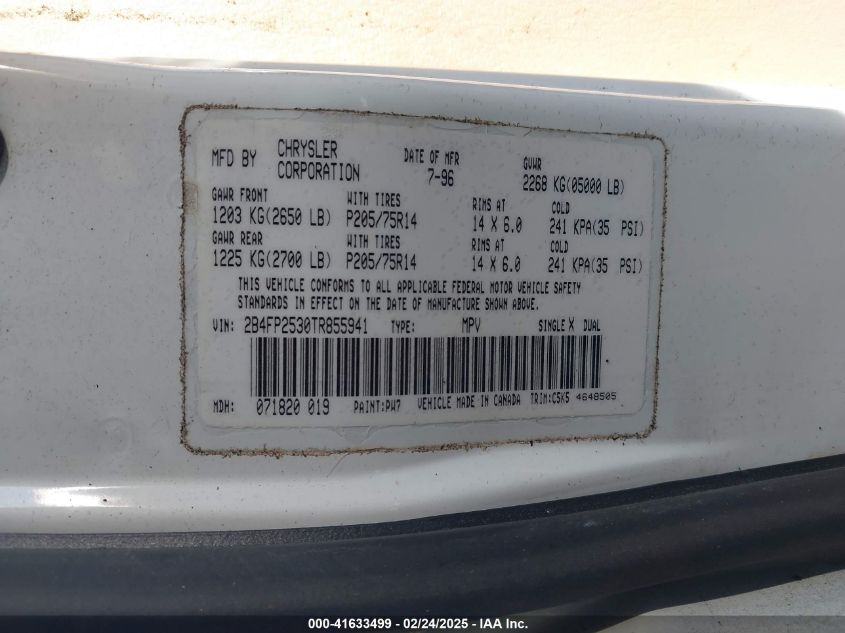 MFD BY CHRYSLER CORPORATION DATE OF MFR 7-96 GVWR 2268 KG(05000 LB)
GAWR FRONT WITH TIRES RIMS AT COLD
1203 KG(2650 LB) P205/75R14 14 X 6.0 241 KPA(35 PSI)
GAWR REAR WITH TIRES RIMS AT COLD
1225 KG(2700 LB) P205/75R14 14 X 6.0 241 KPA(35 PSI)
THIS VEHICLE CONFORMS TO ALL APPLICABLE FEDERAL MOTOR VEHICLE SAFETY
STANDARDS IN EFFECT ON THE DATE OF MANUFACTURE SHOWN ABOVE.
VIN: 2B4FP2530TR855941 TYPE: MPV SINGLE X DUAL
MDH: 071820 019 PAINT:PW7 VEHICLE MADE IN CANADA TRIM:C5K5 4648505
000-41633499 - 02/24/2025 - IAA Inc.